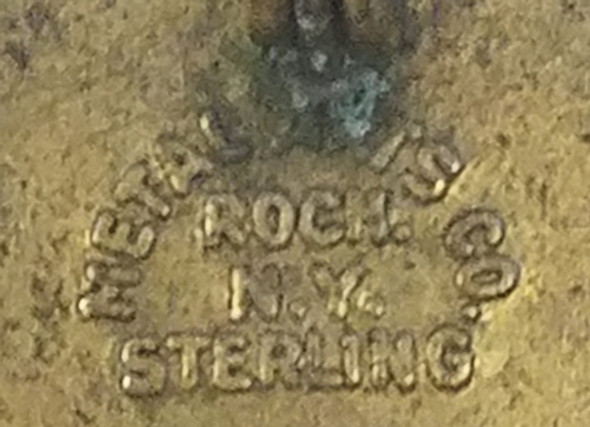 METAL 'S CO.
ROCH.
N.Y.
STERLING